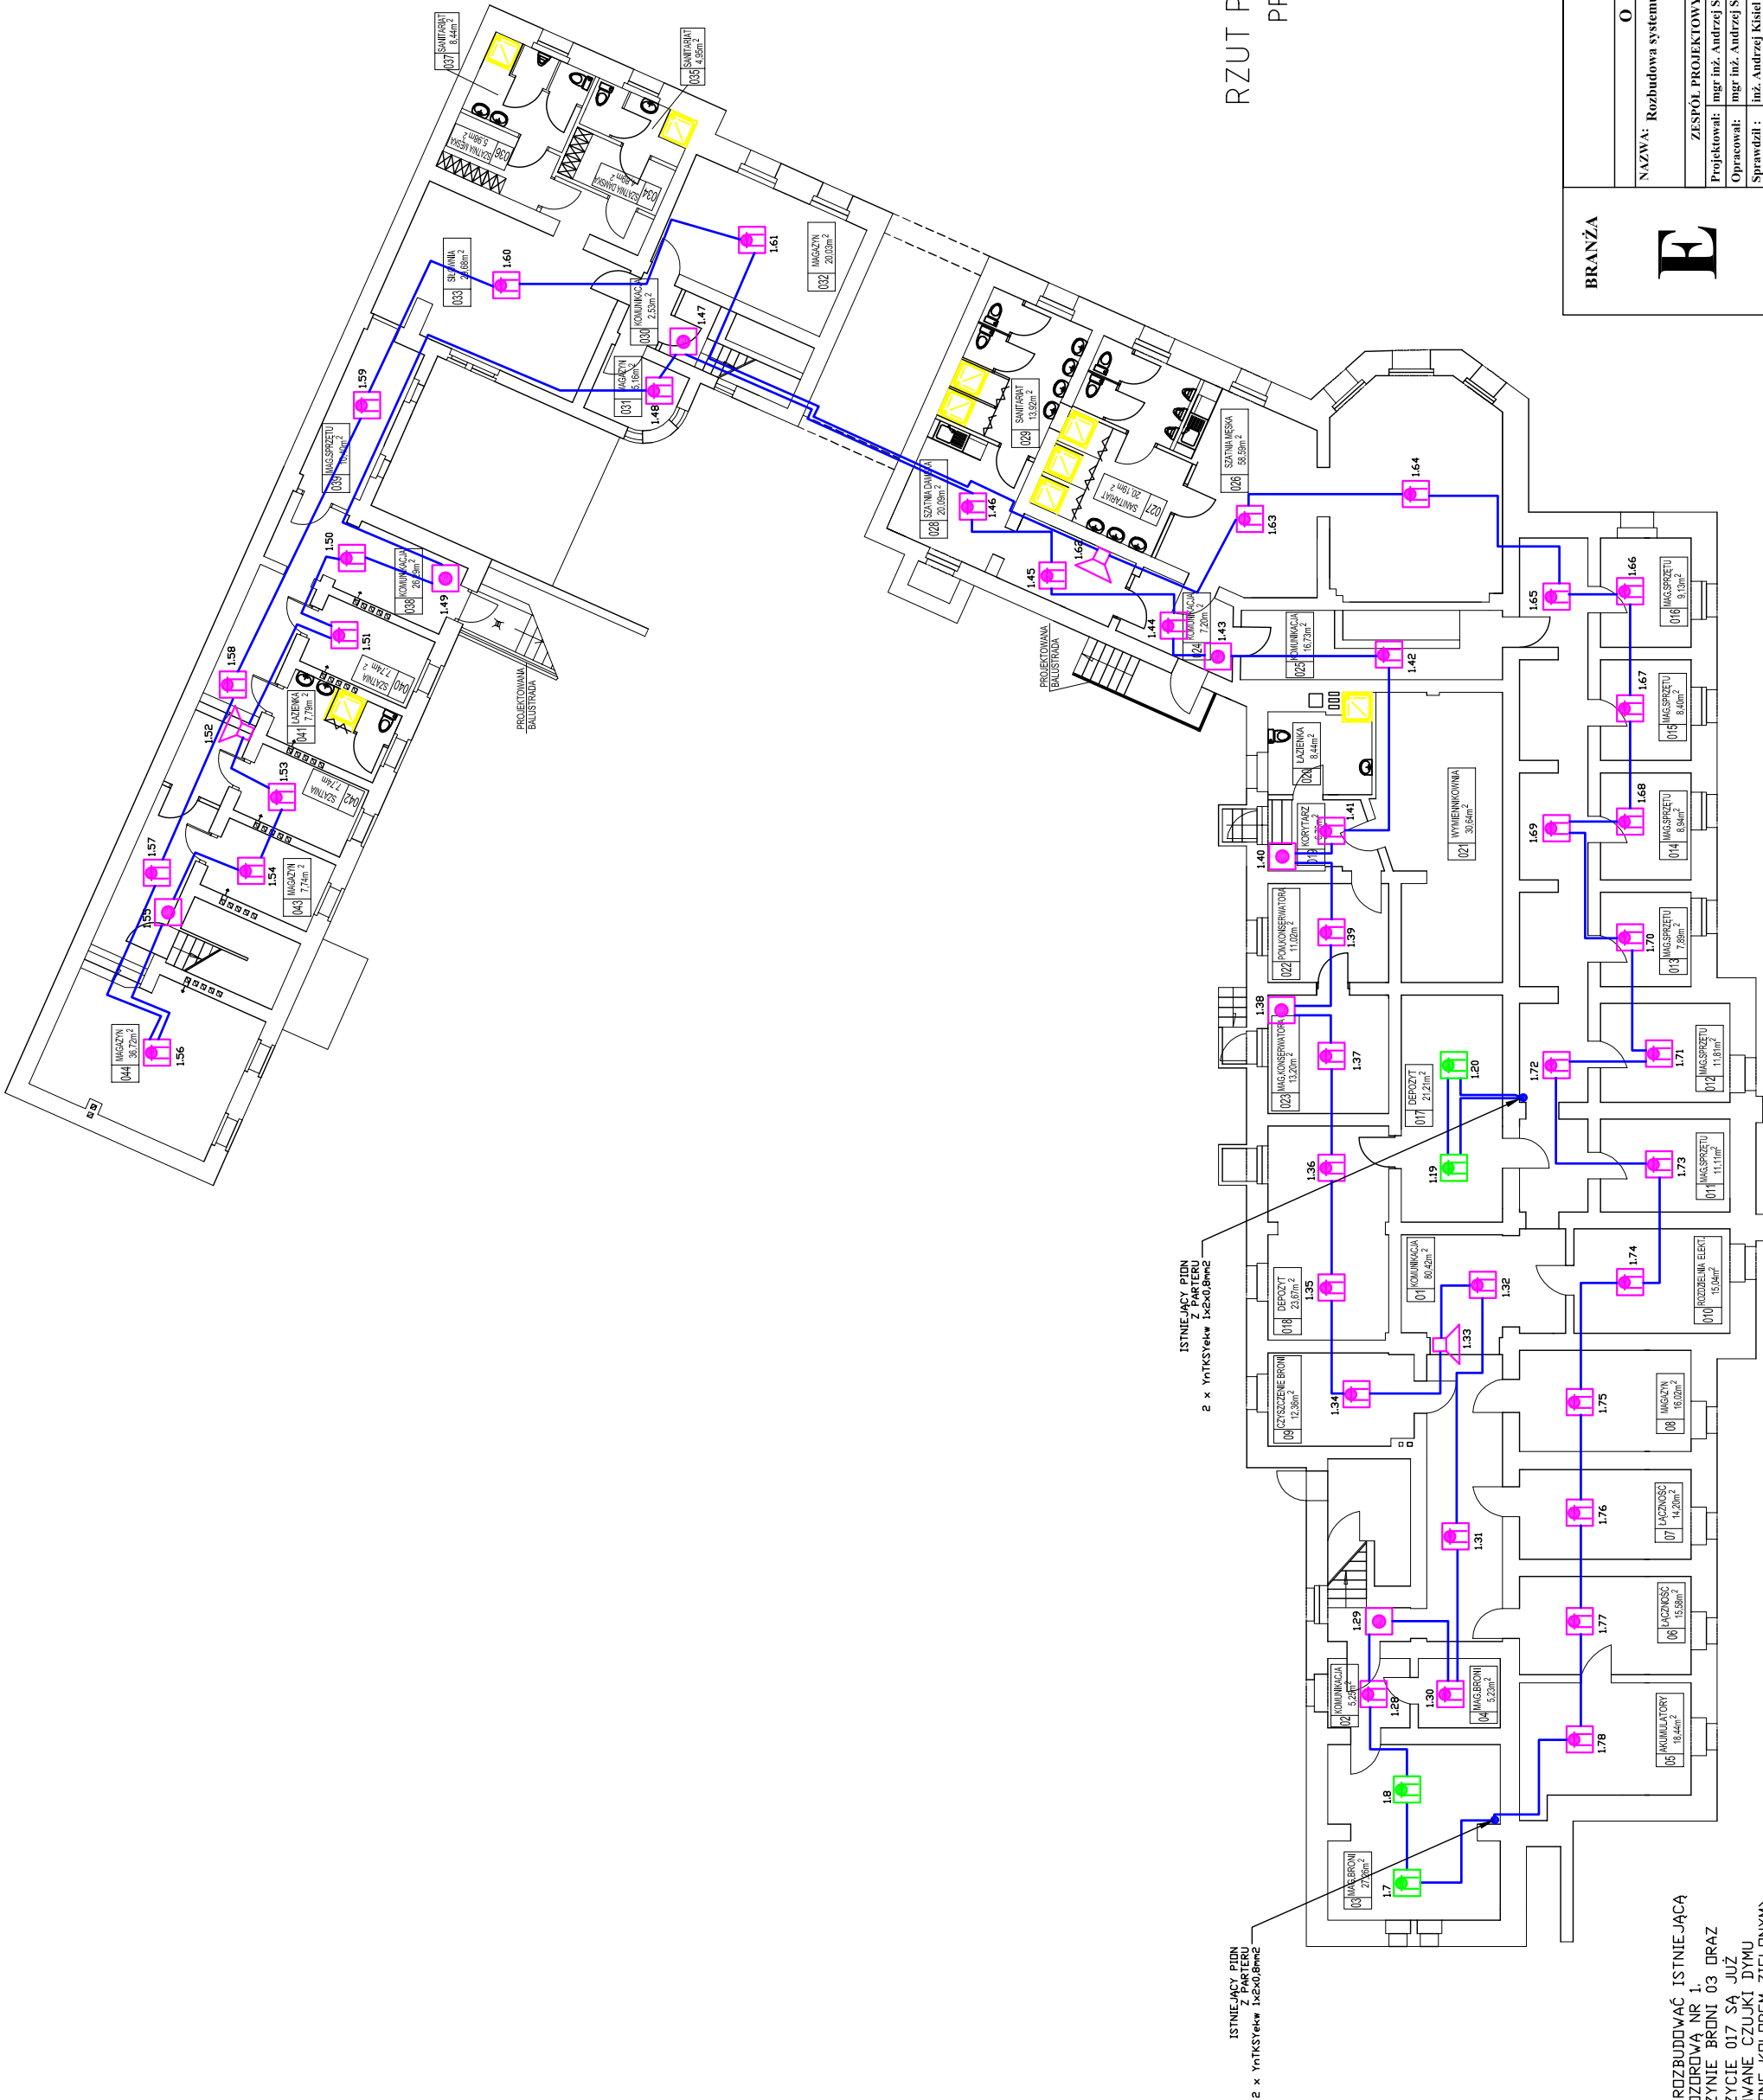 037 SANITARIAT
8,44m²
035 SANITARIAT
4,95m²
036 SZATNIA MĘSKA
5,98m²
034 SZATNIA DAMSKA
033 SIŁOWNIA
1.60
1.61
032 MAGAZYN
20,03m²
030 KOMUNIKACJA
2,53m²
1.47
031 MAGAZYN
5,16m²
1.48
1.59
039 MAG.SPRZĘTU
1.50
038 KOMUNIKACJA
1.49
1.51
040 SZATNIA
7,74m²
1.58
041 ŁAZIENKA
7,79m²
1.52
PROJEKTOWANA
BALUSTRADA
1.53
042 SZATNIA
7,74m²
1.57
1.54
043 MAGAZYN
7,74m²
1.55
044 MAGAZYN
36,72m²
1.56
029 SANITARIAT
13,92m²
028 SZATNIA DAMSKA
20,09m²
1.46
027 SANITARIAT
20,19m²
026 SZATNIA MĘSKA
58,59m²
1.62
1.45
1.63
1.64
1.44
024 KOMUNIKACJA
7,20m²
1.43
025 KOMUNIKACJA
16,73m²
1.42
PROJEKTOWANA
BALUSTRADA
1.65
1.66
016 MAG.SPRZĘTU
9,13m²
1.67
015 MAG.SPRZĘTU
8,40m²
1.68
014 MAG.SPRZĘTU
8,94m²
1.69
1.70
013 MAG.SPRZĘTU
7,89m²
020 ŁAZIENKA
8,44m²
019 KORYTARZ
1.41
1.40
021 WYMIENNIKOWNIA
30,64m²
022 POM.KONSERWATORA
11,02m²
1.39
1.38
023 MAG.KONSERWATORA
13,20m²
1.37
017 DEPOZYT
21,21m²
1.20
1.19
1.72
1.71
012 MAG.SPRZĘTU
11,81m²
1.73
011 MAG.SPRZĘTU
11,11m²
1.36
1.35
018 DEPOZYT
23,67m²
01 KOMUNIKACJA
80,42m²
1.32
1.33
1.74
010 ROZDZIELNIA ELEKT.
15,04m²
ISTNIEJĄCY PION
Z PARTERU
2 x YnTKSYekw 1x2x0,8mm2
09 CZYSZCZENIE BRONI
12,36m²
1.34
1.75
08 MAGAZYN
16,02m²
1.76
07 ŁĄCZNOŚĆ
14,20m²
1.31
1.77
06 ŁĄCZNOŚĆ
15,58m²
1.29
02 KOMUNIKACJA
5,25m²
1.28
1.30
04 MAG.BRONI
5,23m²
1.78
05 AKUMULATORY
18,44m²
1.8
03 MAG.BRONI
1.7
ISTNIEJĄCY PION
Z PARTERU
2 x YnTKSYekw 1x2x0,8mm2
RZUT P
PR
BRANŻA
E
O
NAZWA: Rozbudowa systemu
ZESPÓŁ PROJEKTOWY
Projektował: mgr inż. Andrzej S
Opracował: mgr inż. Andrzej S
Sprawdził : inż. Andrzej Kisiel
ROZBUDOWAĆ ISTNIEJĄCĄ
OZOROWĄ NR 1.
ZYNIE BRONI 03 ORAZ
ZYCIE 017 SĄ JUŻ
WANE CZUJKI DYMU